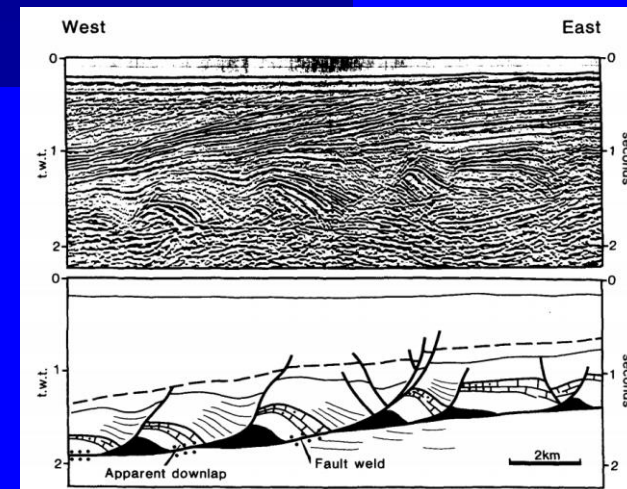 West East
0 0
t.w.t. 1 1 seconds
2 2
0 0
t.w.t. 1 1 seconds
2km
2 2
Apparent downlap Fault weld